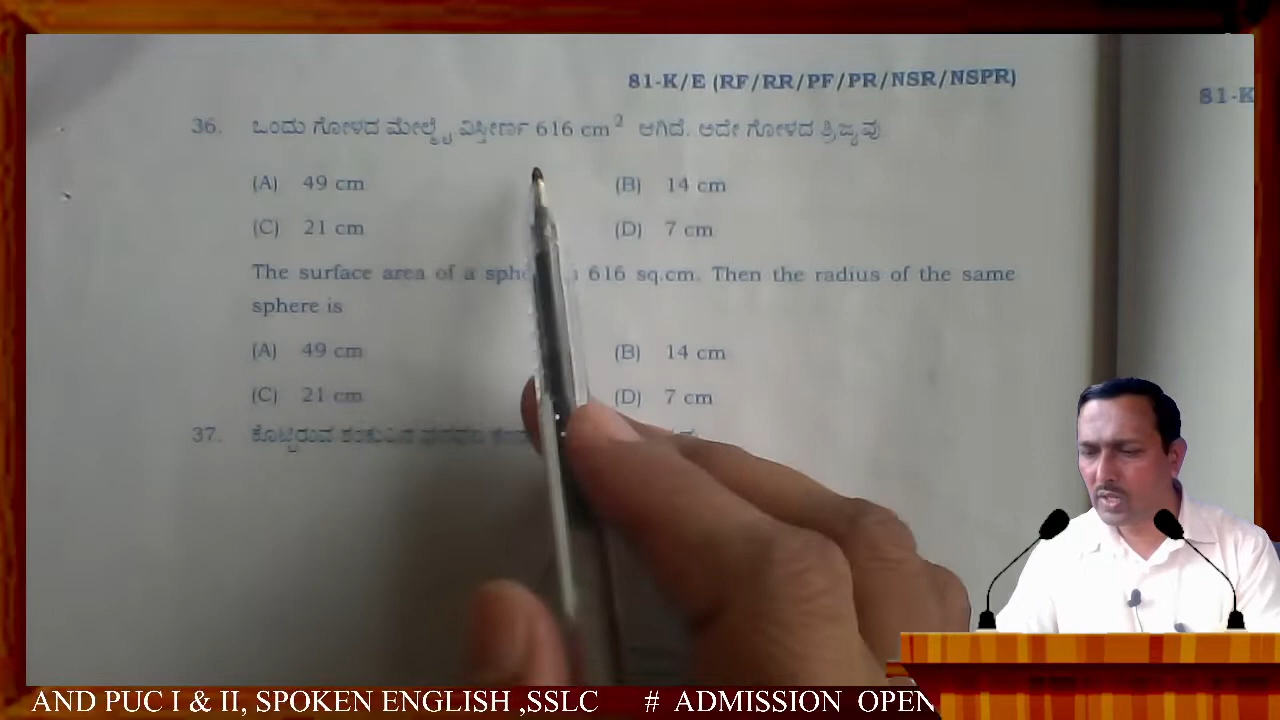 81-K/E (RF/RR/PF/PR/NSR/NSPR)
81-K
36. ಒಂದು ಗೋಳದ ಮೇಲ್ಮೈ ವಿಸ್ತೀರ್ಣ 616 cm² ಆಗಿದೆ. ಅದೇ ಗೋಳದ ತ್ರಿಜ್ಯವು
(A) 49 cm (B) 14 cm
(C) 21 cm (D) 7 cm
The surface area of a 616 sq.cm. Then the radius of the same
sphere is
(A) 49 cm (B) 14 cm
(C) 21 cm (D) 7 cm
37. ಕೊಟ್ಟಿರುವ ಶಂಕುವಿನ
AND PUC I & II, SPOKEN ENGLISH ,SSLC # ADMISSION OPEN